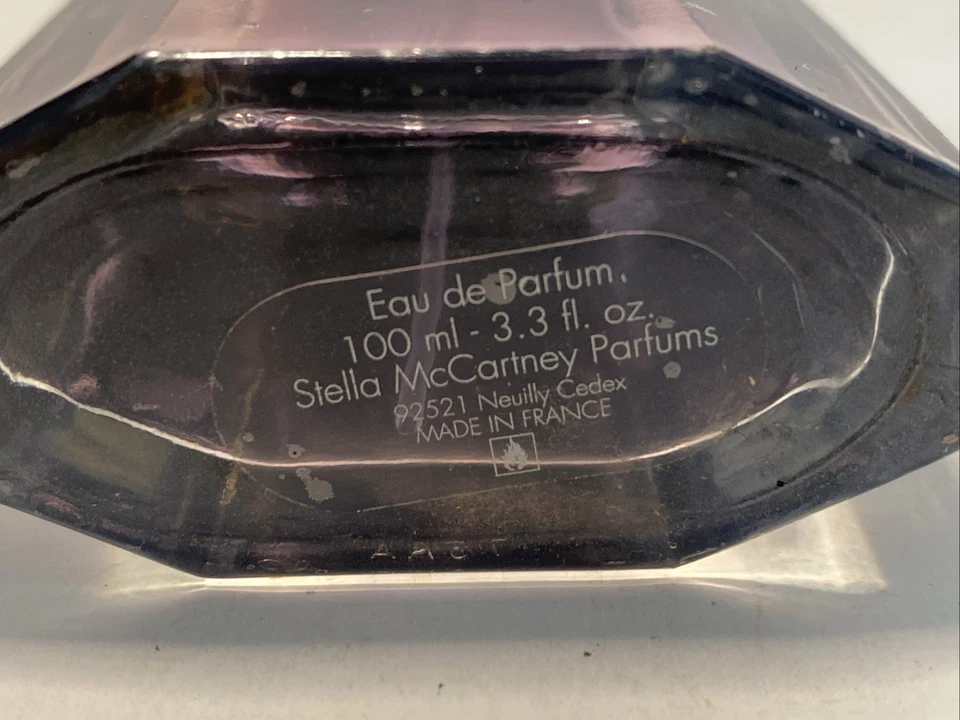 Eau de Parfum.
100 ml - 3.3 fl. oz.
Stella McCartney Parfums
92521 Neuilly Cedex
MADE IN FRANCE